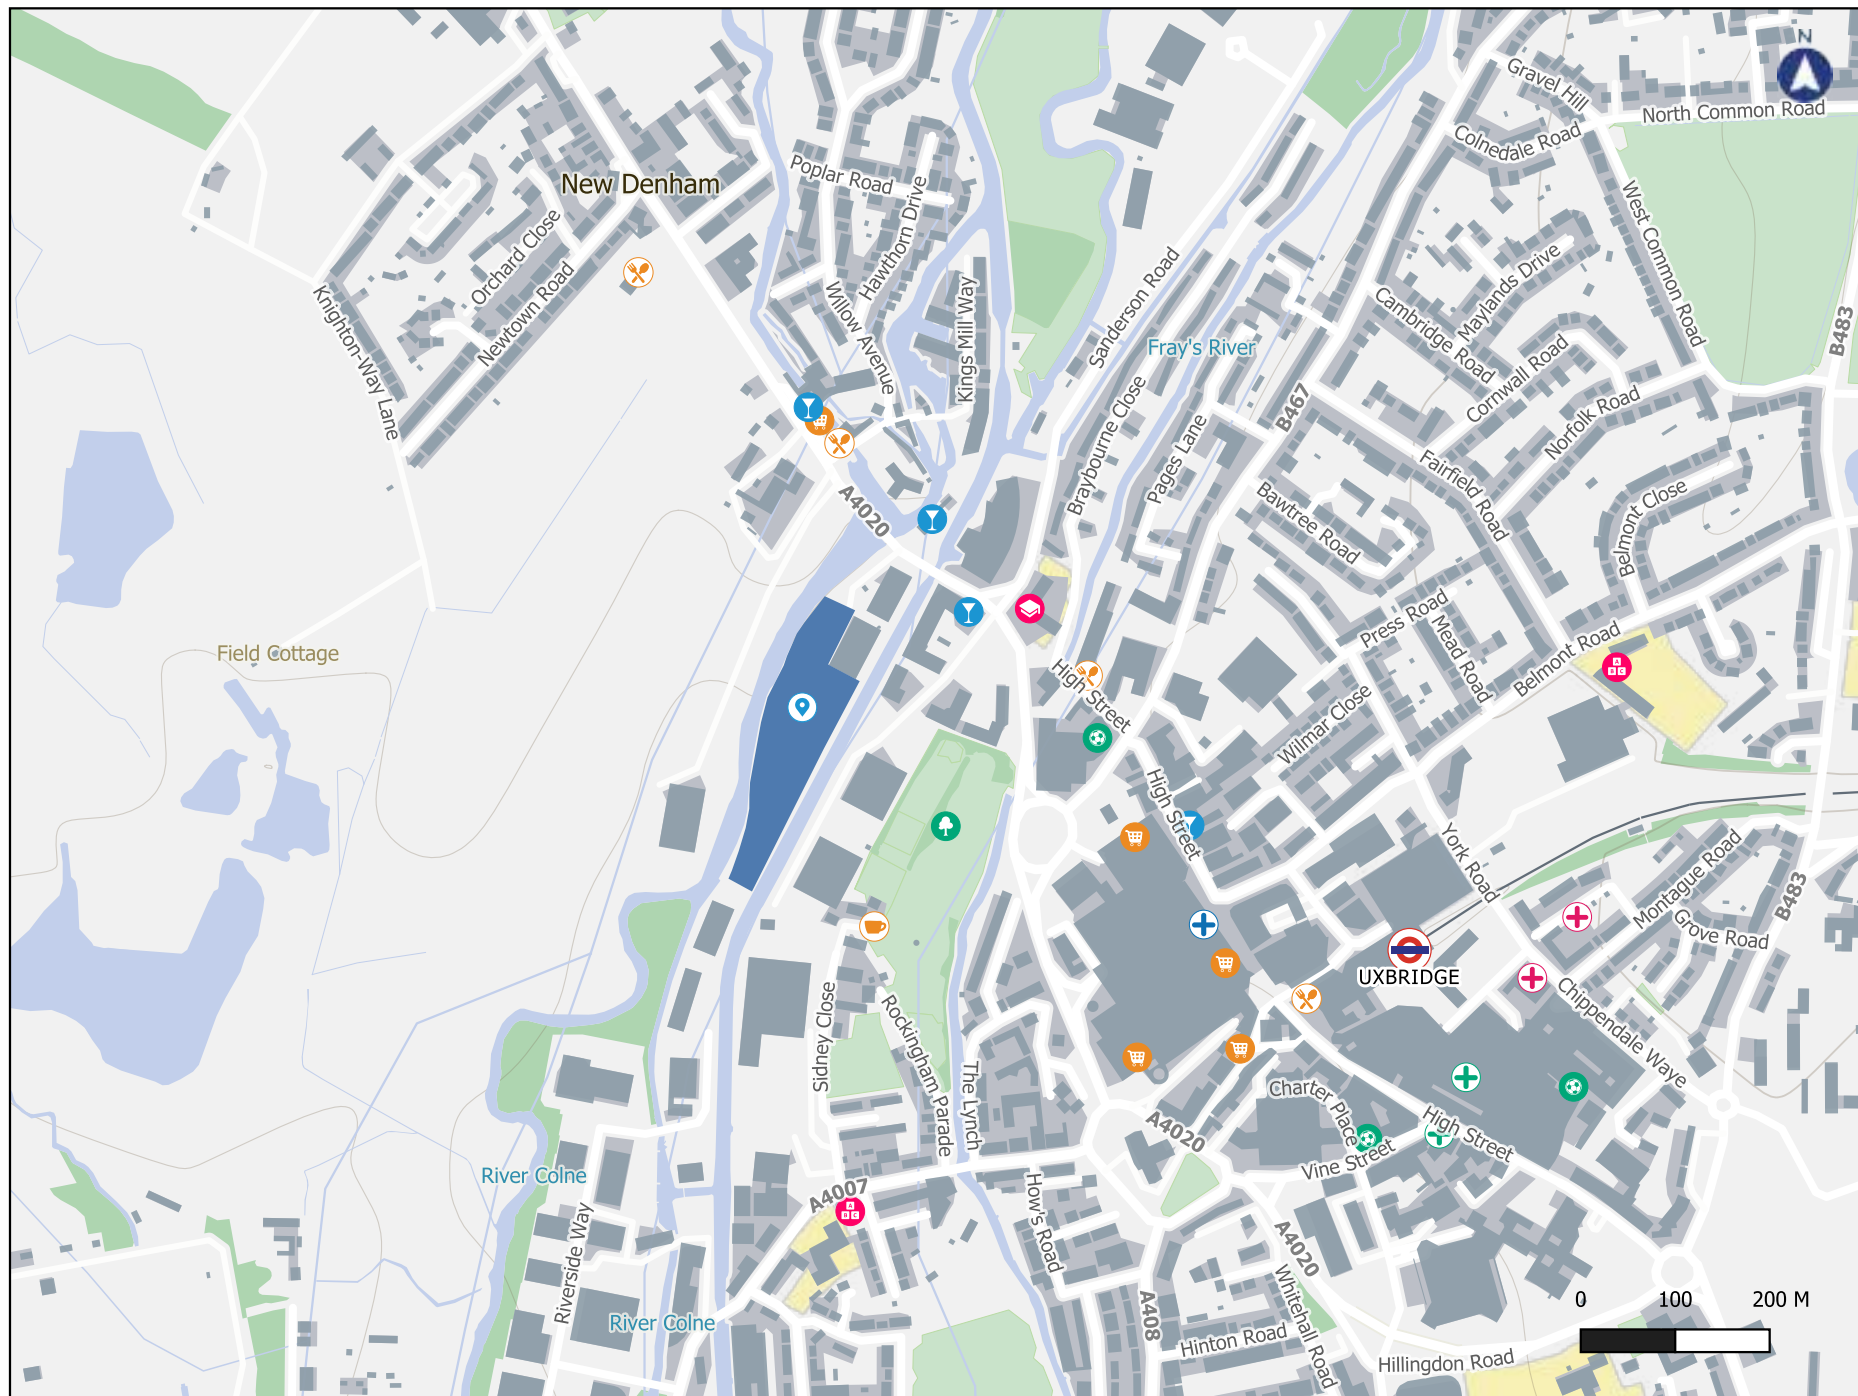 N
Gravel Hill
North Common Road
Colnedale Road
New Denham
Poplar Road
Hawthorn Drive
West Common Road
Orchard Close
Newtown Road
Knighton-Way Lane
Willow Avenue
Kings Mill Way
Sanderson Road
Fray's River
Maylands Drive
Cambridge Road
Cornwall Road
Norfolk Road
B483
B467
Braybourne Close
Pages Lane
Fairfield Road
Bawtree Road
Belmont Close
A4020
Press Road
Mead Road
Belmont Road
Field Cottage
High Street
Wilmar Close
High Street
York Road
Montague Road
Grove Road
B483
UXBRIDGE
Chippendale Waye
Sidney Close
Rockingham Parade
The Lynch
Charter Place
A4020
High Street
Vine Street
River Colne
A4007
How's Road
Riverside Way
A4020
Whitehall Road
River Colne
A408
Hinton Road
Hillingdon Road
0 100 200 M